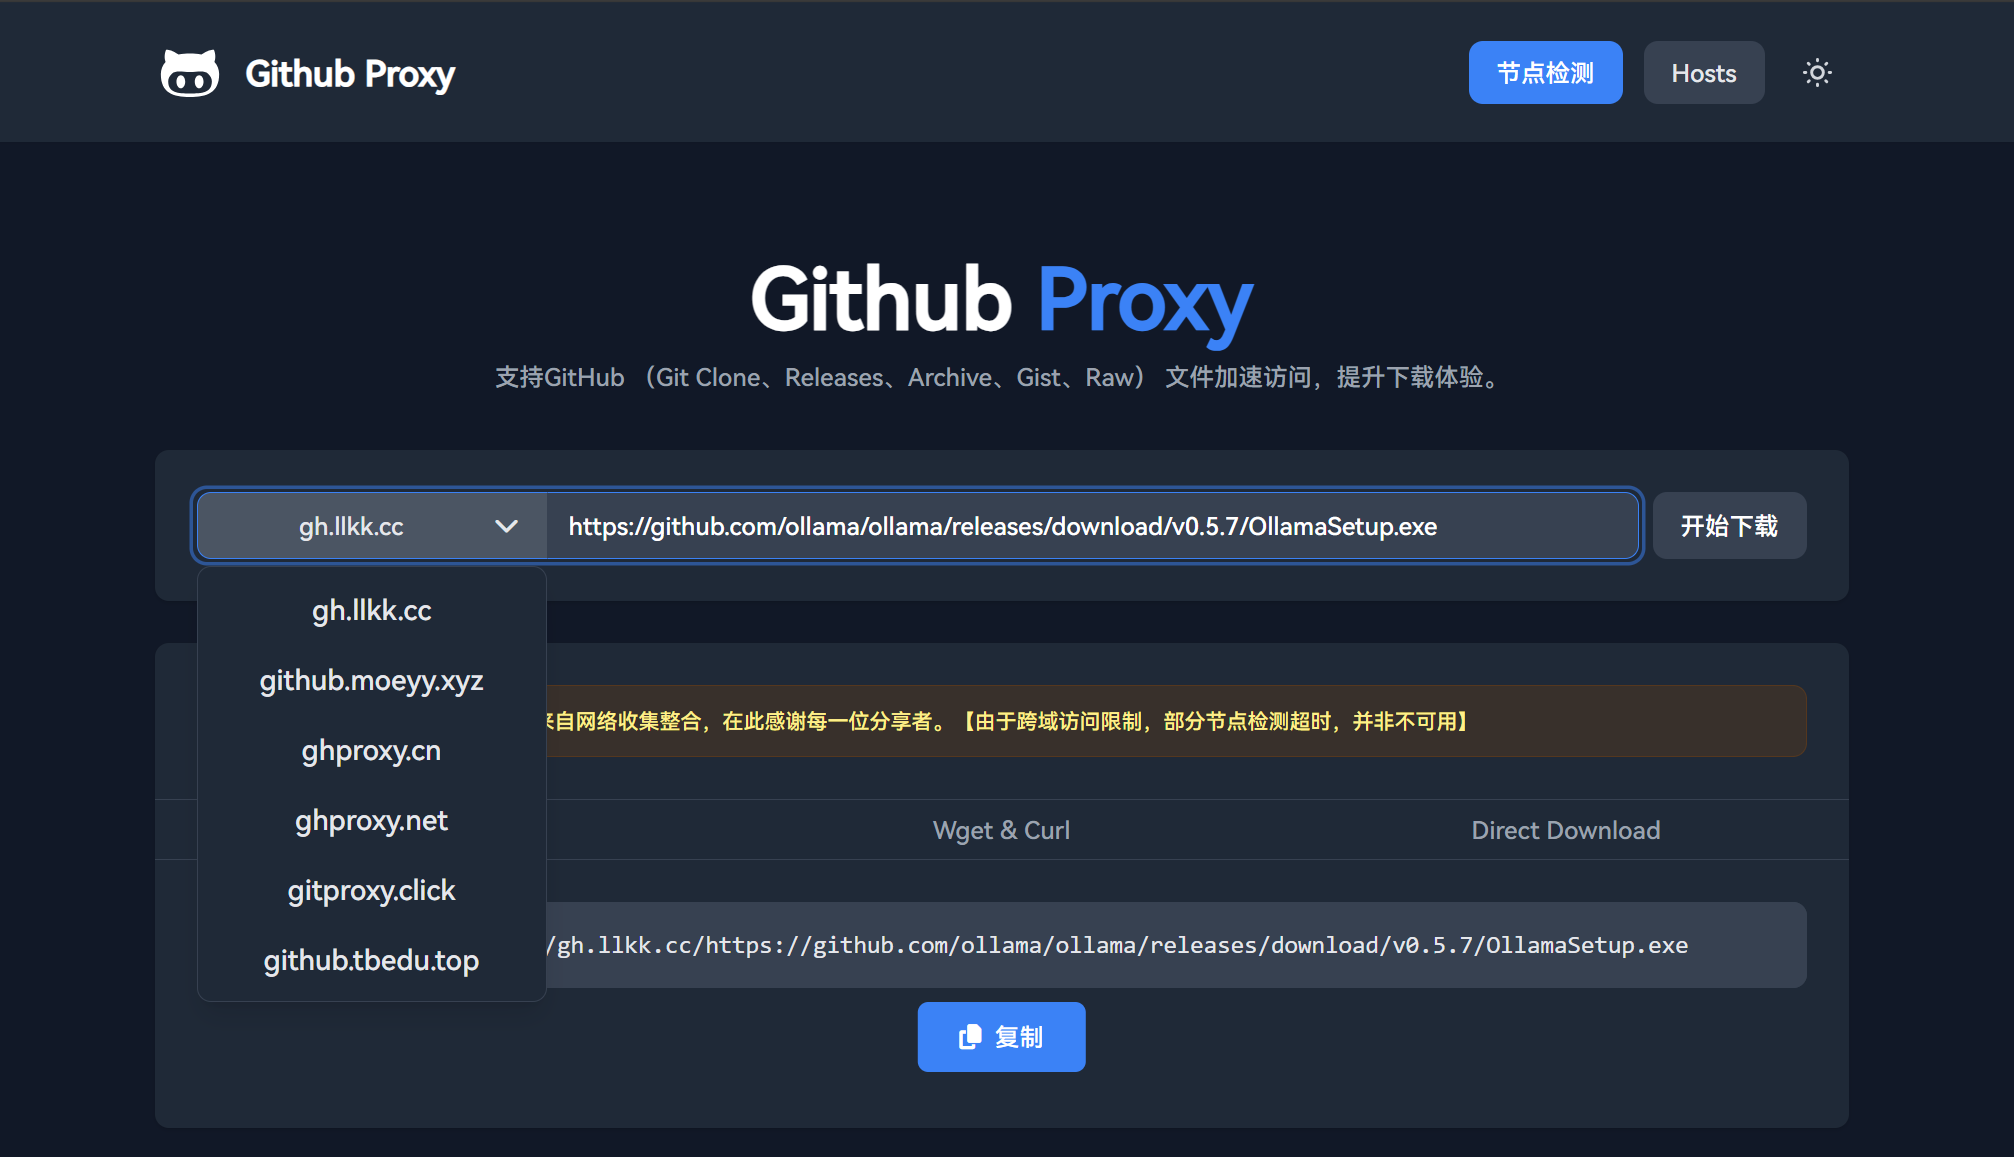 Github Proxy
节点检测
Hosts
Github Proxy
支持GitHub （Git Clone、Releases、Archive、Gist、Raw） 文件加速访问，提升下载体验。
gh.llkk.cc
https://github.com/ollama/ollama/releases/download/v0.5.7/OllamaSetup.exe
开始下载
gh.llkk.cc
github.moeyy.xyz
ghproxy.cn
ghproxy.net
gitproxy.click
github.tbedu.top
来自网络收集整合，在此感谢每一位分享者。【由于跨域访问限制，部分节点检测超时，并非不可用】
Wget & Curl
Direct Download
/gh.llkk.cc/https://github.com/ollama/ollama/releases/download/v0.5.7/OllamaSetup.exe
复制